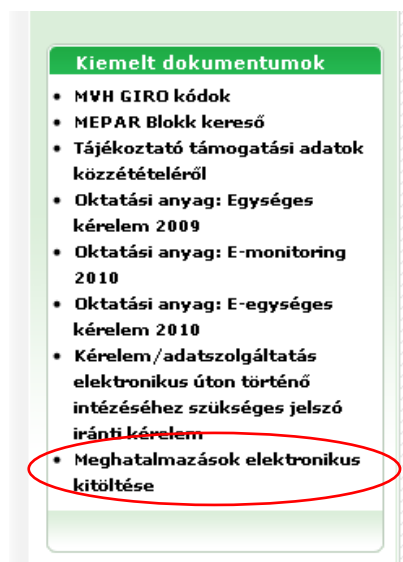 Kiemelt dokumentumok
• MVH GIRO kódok
• MEPAR Blokk kereső
• Tájékoztató támogatási adatok
közzétételéről
• Oktatási anyag: Egységes
kérelem 2009
• Oktatási anyag: E-monitoring
2010
• Oktatási anyag: E-egységes
kérelem 2010
• Kérelem/adatszolgáltatás
elektronikus úton történő
intézéséhez szükséges jelszó
iránti kérelem
• Meghatalmazások elektronikus
kitöltése